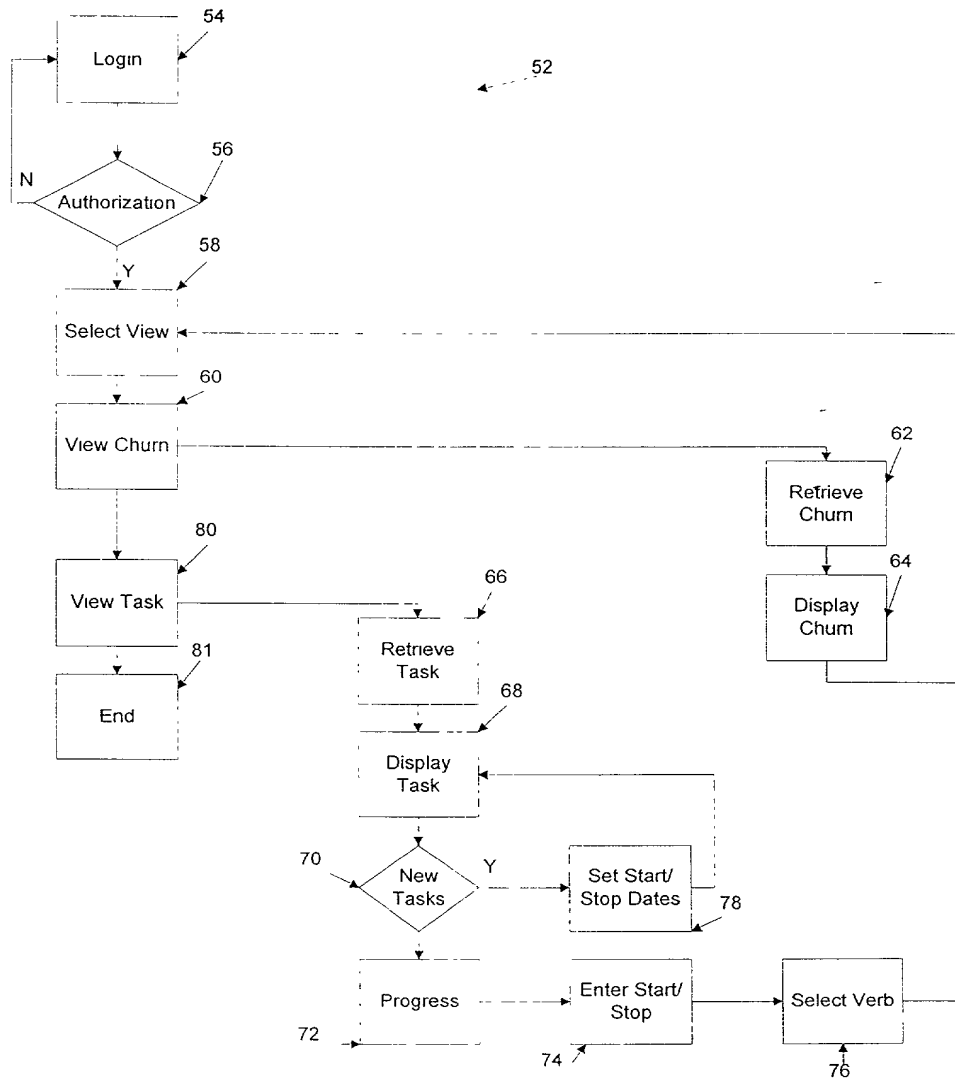 54
Login
52
56
N
Authorization
58
Y
Select View
60
View Churn
62
Retrieve
Churn
80
66
64
View Task
Display
Churn
Retrieve
Task
81
68
End
Display
Task
70
Y
New
Tasks
Set Start/
Stop Dates
78
Progress
Enter Start/
Stop
Select Verb
72
74
76